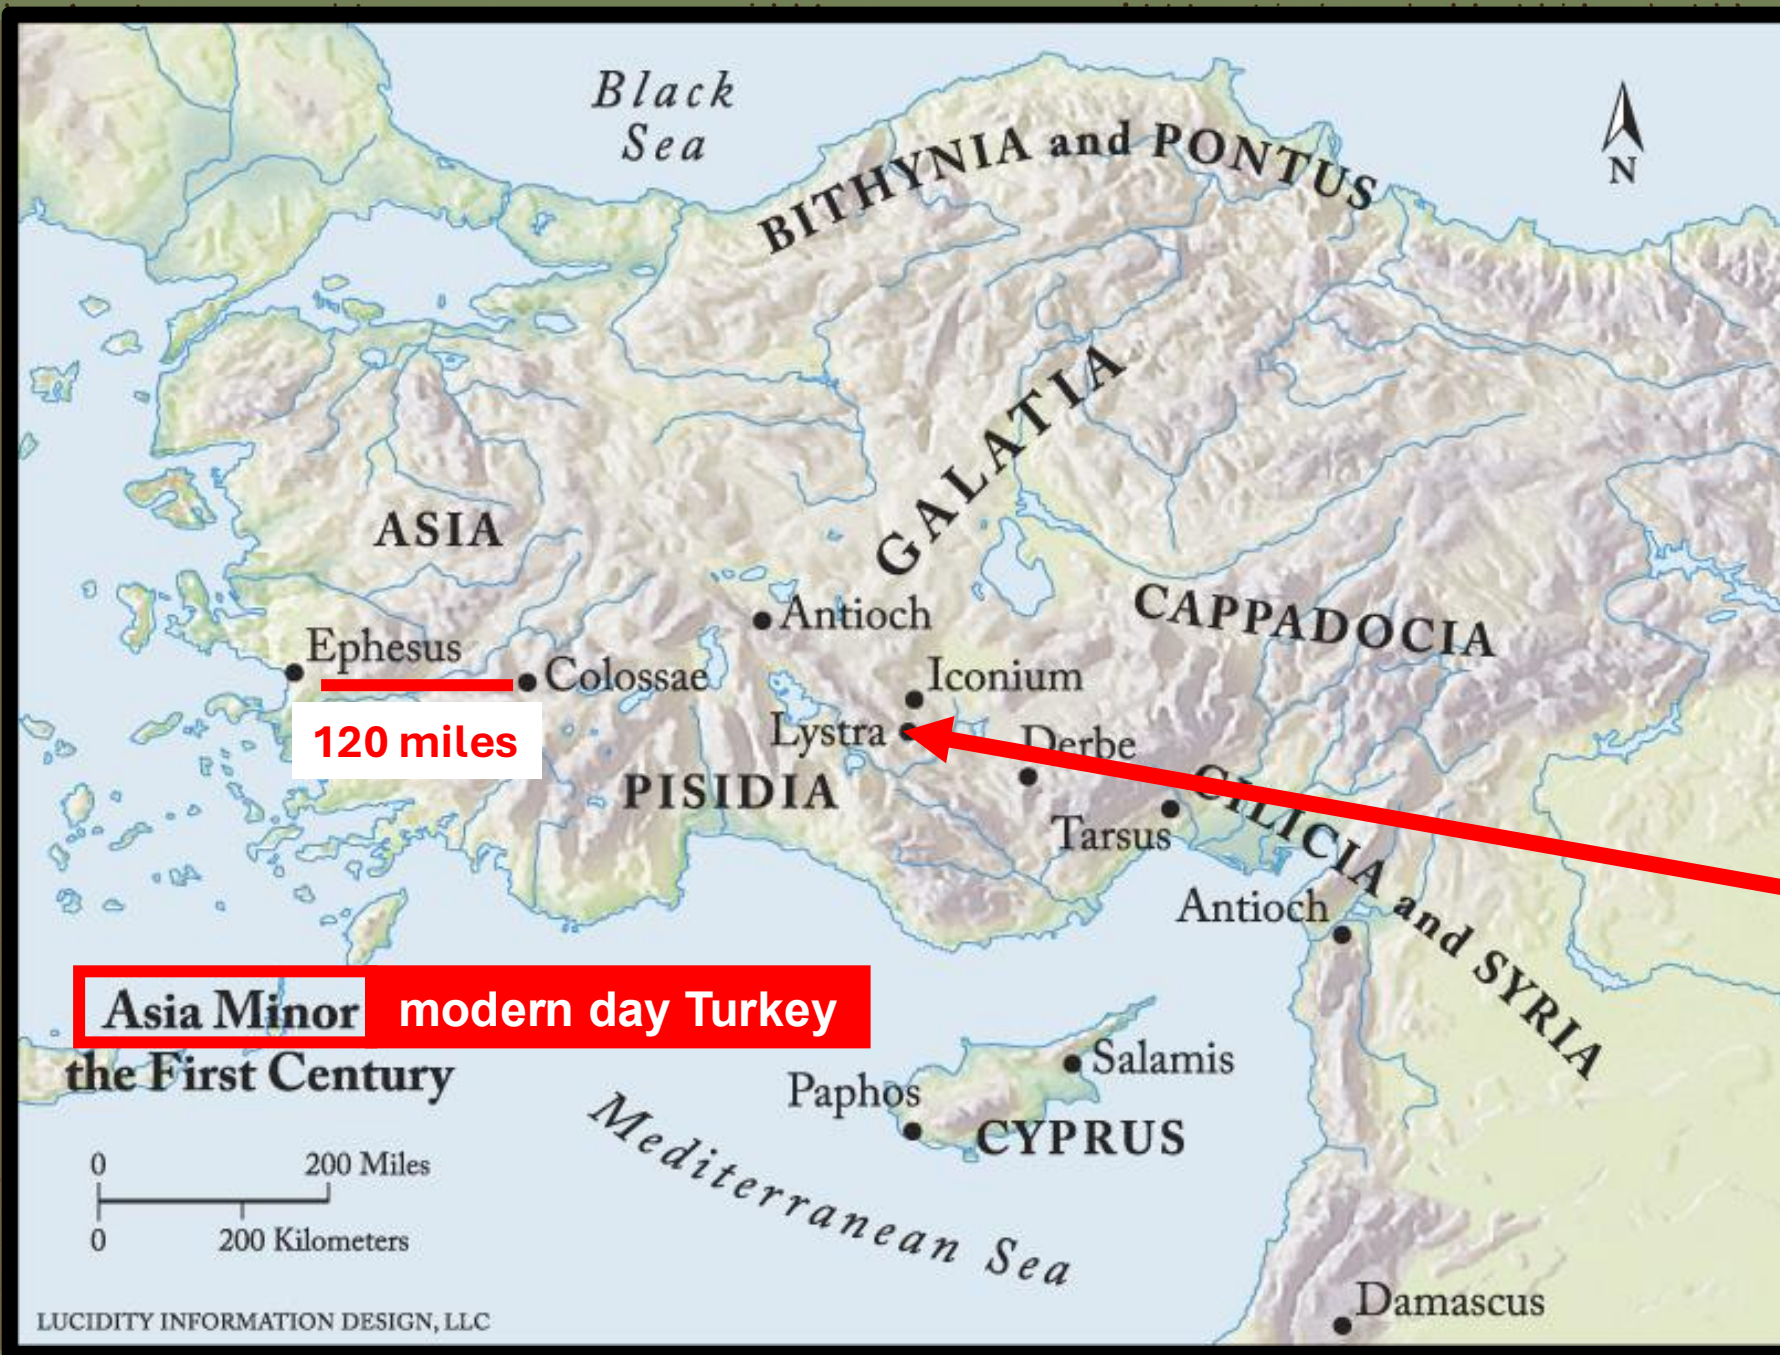 Black
Sea
BITHYNIA and PONTUS
N
GALATIA
ASIA
CAPPADOCIA
Antioch
Ephesus
Colossae
Iconium
120 miles
Lystra
Derbe
PISIDIA
Tarsus
CILICIA and SYRIA
Antioch
Asia Minor
modern day Turkey
the First Century
Salamis
Paphos
CYPRUS
Mediterranean Sea
0
200 Miles
0
200 Kilometers
Damascus
LUCIDITY INFORMATION DESIGN, LLC